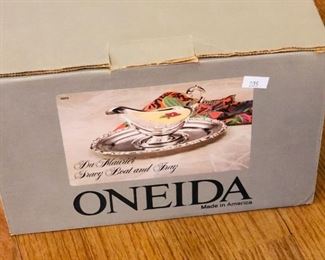 Du Maurier
Gravy Boat and Tray
ONEIDA
Made in America